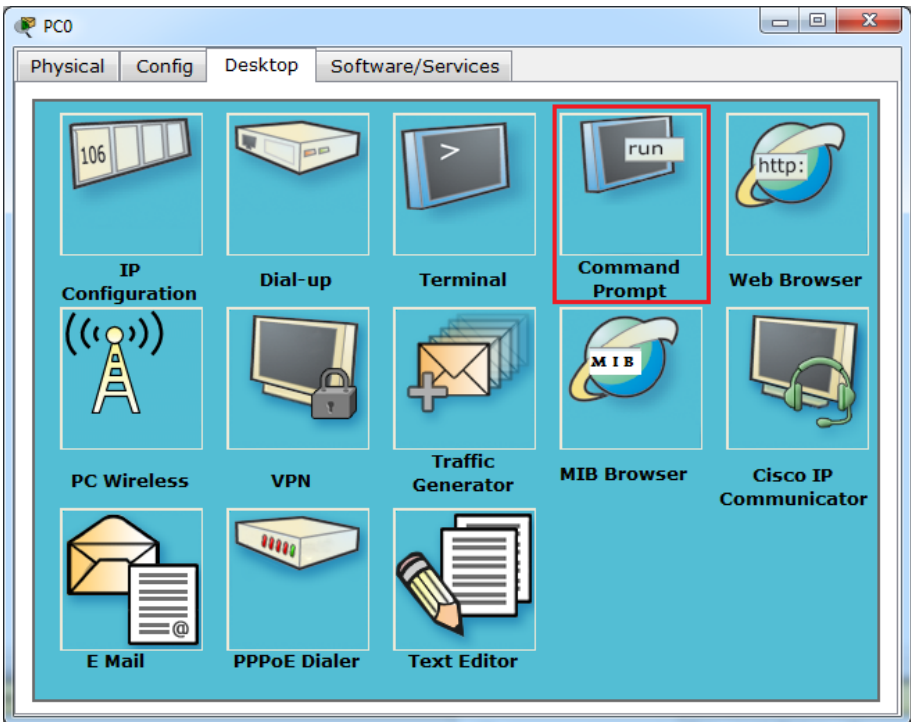 PC0
Physical Config Desktop Software/Services
106
>
run
http:
IP
Configuration
Dial-up
Terminal
Command
Prompt
Web Browser
MIB
PC Wireless
VPN
Traffic
Generator
MIB Browser
Cisco IP
Communicator
@
E Mail
PPPoE Dialer
Text Editor